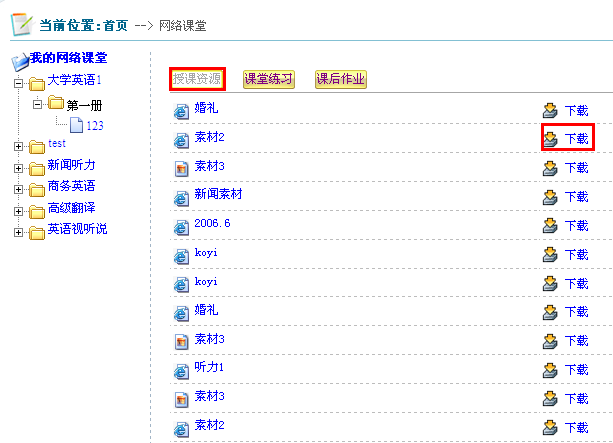 当前位置:首页 --> 网络课堂
我的网络课堂
大学英语1
第一册
123
test
新闻听力
商务英语
高级翻译
英语视听说
授课资源 课堂练习 课后作业
婚礼 下载
素材2 下载
素材3 下载
新闻素材 下载
2006.6 下载
koyi 下载
koyi 下载
婚礼 下载
素材3 下载
听力1 下载
素材3 下载
素材2 下载